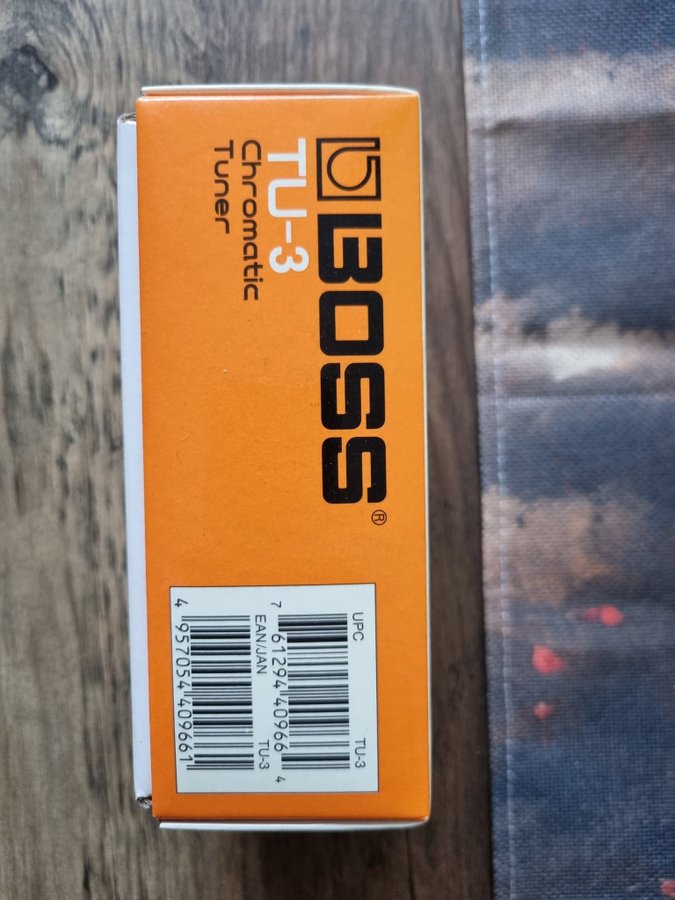 BOSS®
TU-3
Chromatic
Tuner
UPC TU-3
7 61294 40966 4
EAN/JAN TU-3
4 957054 409661